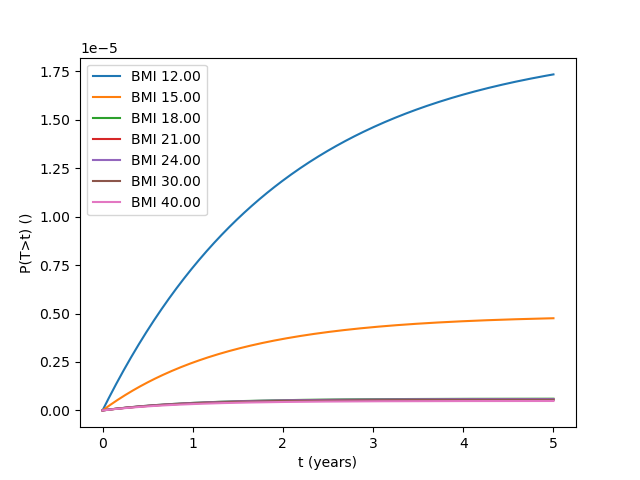 1e−5
1.75
1.50
1.25
1.00
0.75
0.50
0.25
0.00
P(T>t) ()
BMI 12.00
BMI 15.00
BMI 18.00
BMI 21.00
BMI 24.00
BMI 30.00
BMI 40.00
0 1 2 3 4 5
t (years)